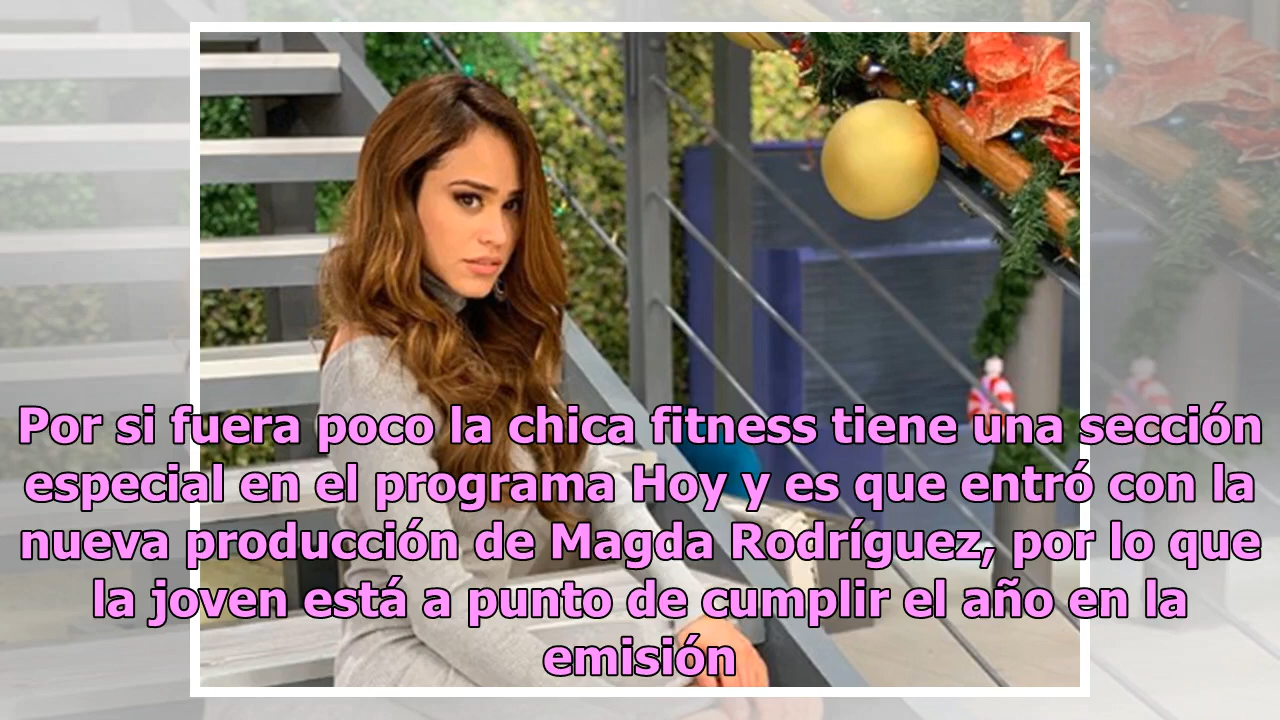 Por si fuera poco la chica fitness tiene una sección
especial en el programa Hoy y es que entró con la
nueva producción de Magda Rodríguez, por lo que
la joven está a punto de cumplir el año en la
emisión